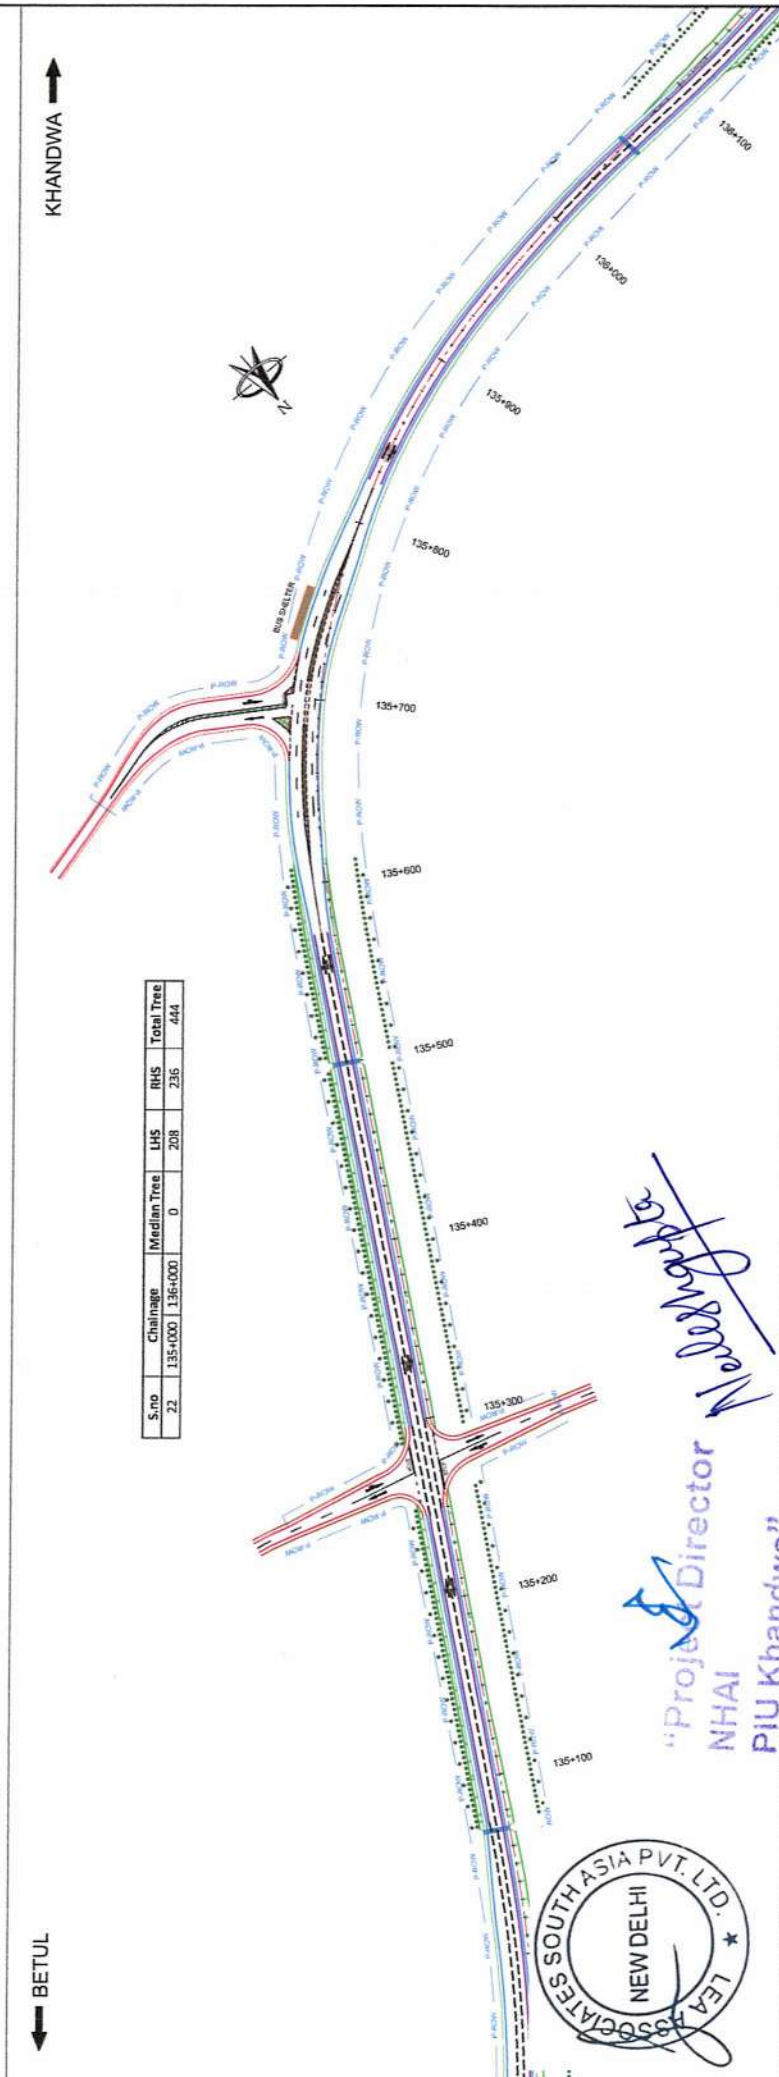 ← BETUL
KHANDWA →
S.no Chainage Median Tree LHS RHS Total Tree
22 135+000 136+000 0 208 236 444
BUS SHELTER
P-ROW
N
135+100
135+200
135+300
135+400
135+500
135+600
135+700
135+800
135+900
136+000
136+100
LEA ASSOCIATES SOUTH ASIA PVT. LTD. ★
NEW DELHI
"Project Director
NHAI
PIU Khandwa"